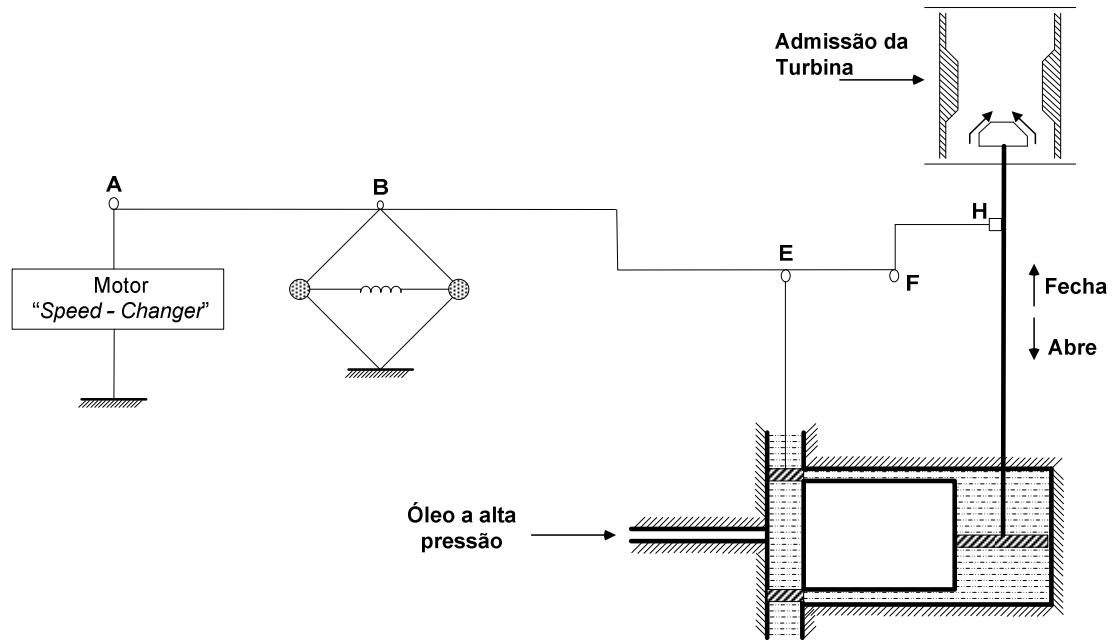 Admissão da
Turbina
A
B
H
E
F
Motor
“Speed - Changer”
Fecha
Abre
Óleo a alta
pressão